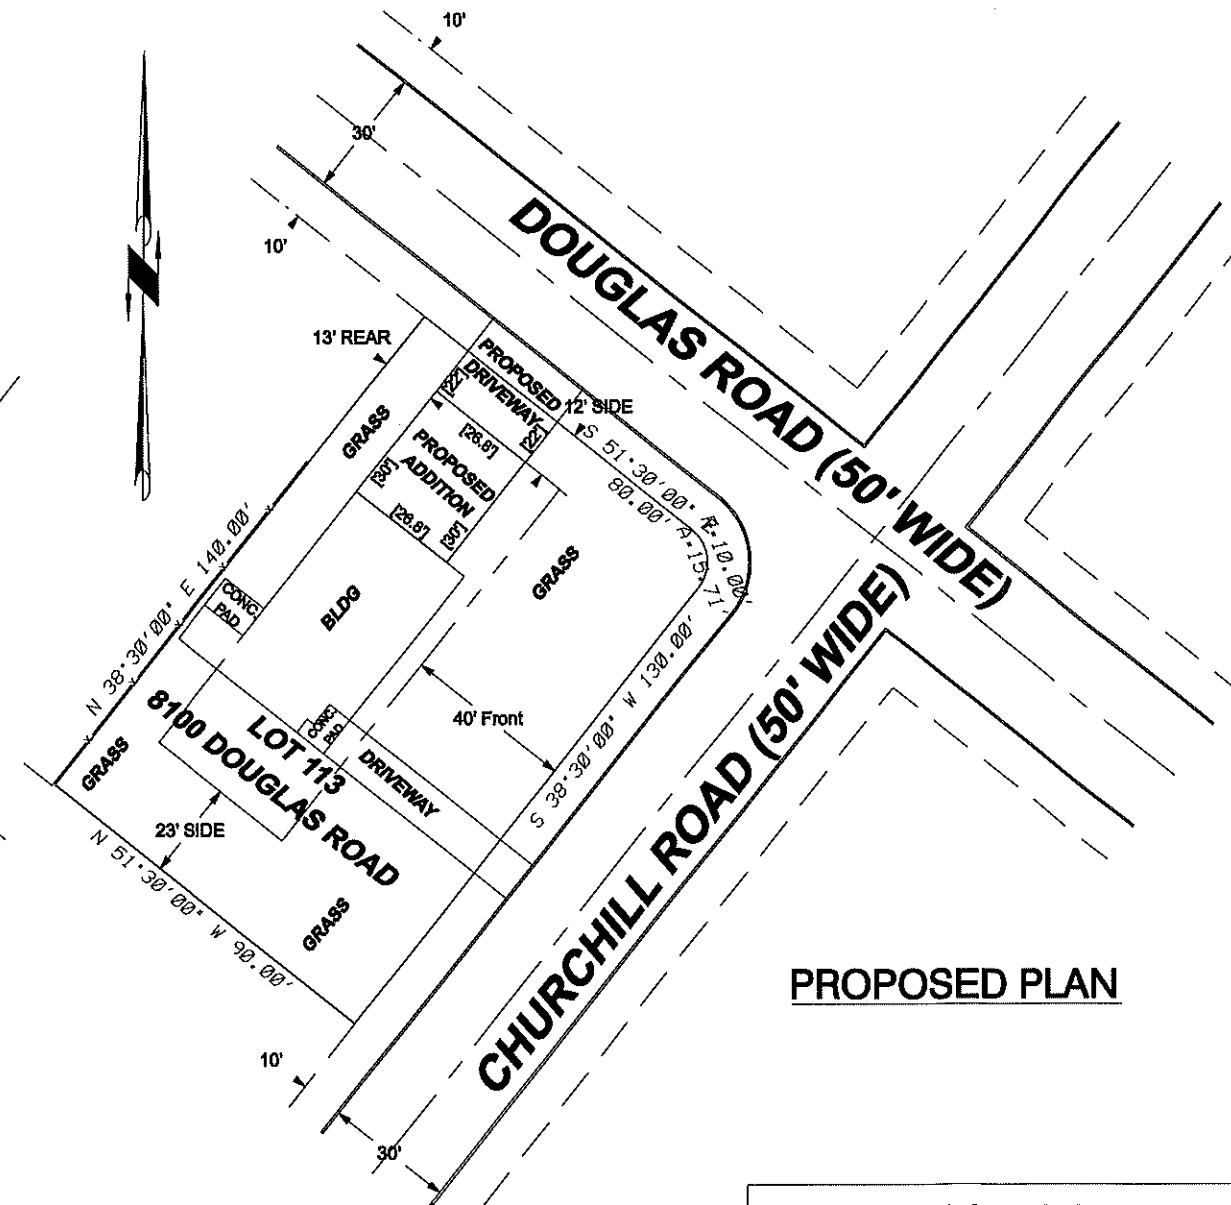 10'
30'
10'
DOUGLAS ROAD (50' WIDE)
13' REAR
PROPOSED
DRIVEWAY
[22']
[22']
12' SIDE
GRASS
[26.8']
PROPOSED
ADDITION
[30']
[26.8']
[30']
S 51°30'00" E
80.00'
R=10.00'
A=15.71'
GRASS
N 38°30'00" E 140.00'
CONC.
PAD
BLDG
S 38°30'00" W 130.00'
40' Front
CONC.
PAD
DRIVEWAY
LOT 113
8100 DOUGLAS ROAD
GRASS
23' SIDE
N 51°30'00" W 90.00'
GRASS
CHURCHILL ROAD (50' WIDE)
10'
30'
PROPOSED PLAN